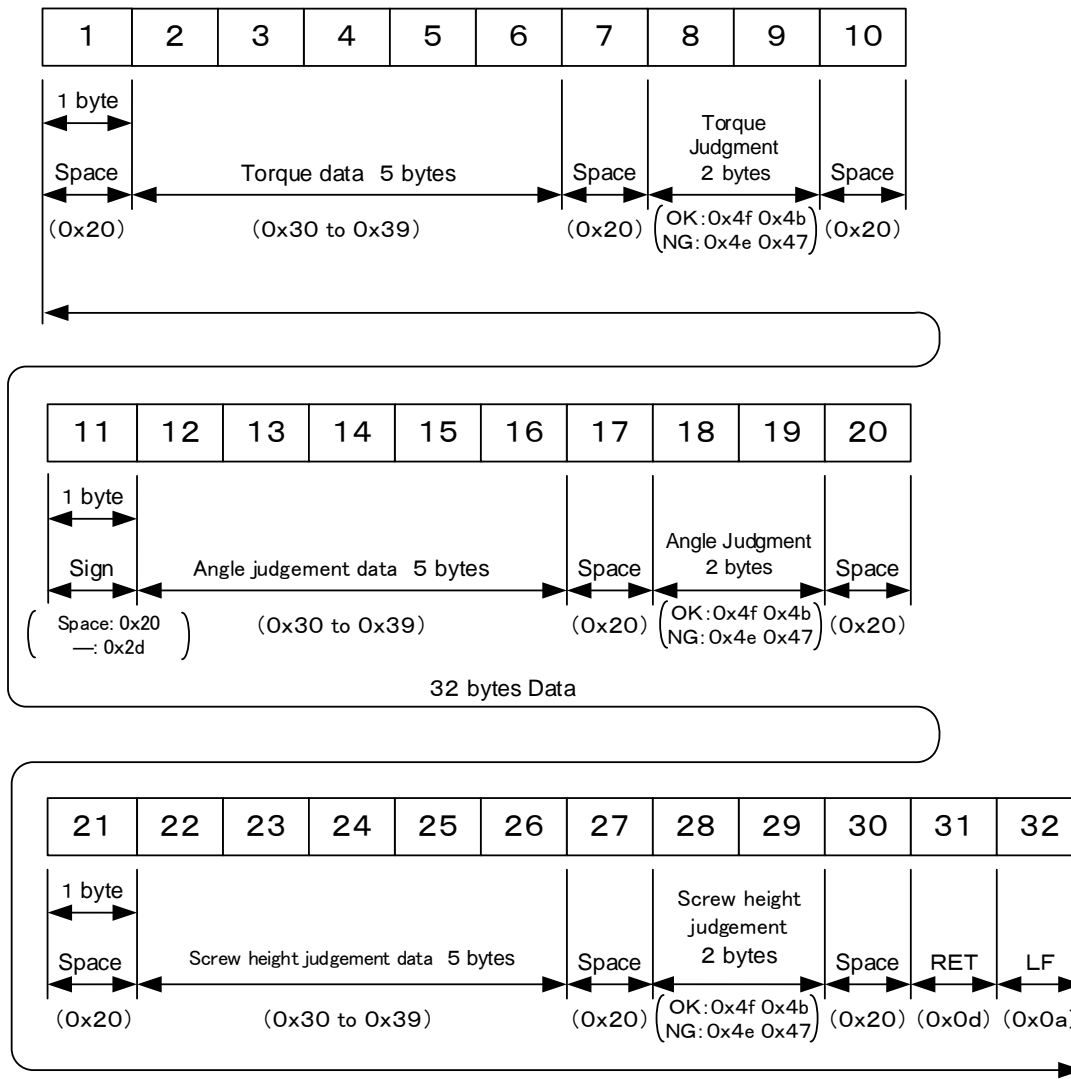 1 2 3 4 5 6 7 8 9 10
1 byte
Space
(0x20)
Torque data 5 bytes
(0x30 to 0x39)
Space
(0x20)
Torque
Judgment
2 bytes
OK:0x4f 0x4b
NG:0x4e 0x47
Space
(0x20)
11 12 13 14 15 16 17 18 19 20
1 byte
Sign
Space: 0x20
—: 0x2d
Angle judgement data 5 bytes
(0x30 to 0x39)
Space
(0x20)
Angle Judgment
2 bytes
OK:0x4f 0x4b
NG:0x4e 0x47
Space
(0x20)
32 bytes Data
21 22 23 24 25 26 27 28 29 30 31 32
1 byte
Space
(0x20)
Screw height judgement data 5 bytes
(0x30 to 0x39)
Space
(0x20)
Screw height
judgement
2 bytes
OK:0x4f 0x4b
NG:0x4e 0x47
Space
(0x20)
RET
(0x0d)
LF
(0x0a)